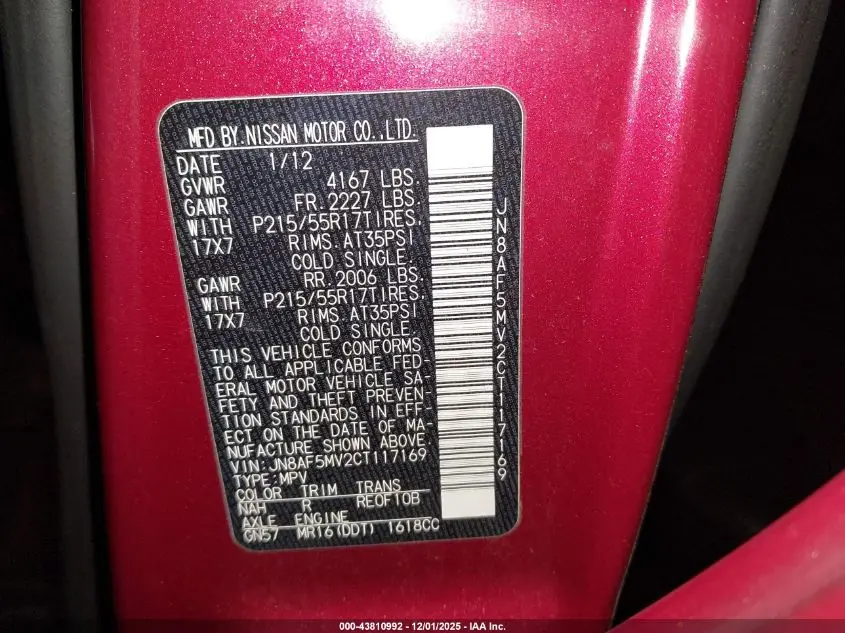 MFD BY.NISSAN MOTOR CO.,LTD.
DATE 1/12
GVWR 4167 LBS.
GAWR FR.2227 LBS.
WITH P215/55R17TIRES.
17X7 RIMS.AT35PSI
COLD SINGLE.
GAWR RR.2006 LBS.
WITH P215/55R17TIRES.
17X7 RIMS.AT35PSI
COLD SINGLE.
THIS VEHICLE CONFORMS
TO ALL APPLICABLE FED-
ERAL MOTOR VEHICLE SA-
FETY AND THEFT PREVEN-
TION STANDARDS IN EFF-
ECT ON THE DATE OF MA-
NUFACTURE SHOWN ABOVE.
VIN:JN8AF5MV2CT117169
TYPE:MPV
COLOR TRIM TRANS
NAH R RE0F10B
AXLE ENGINE
GN57 MR16(DDT) 1618CC
JN8AF5MV2CT117169
000-43810992 - 12/01/2025 - IAA Inc.